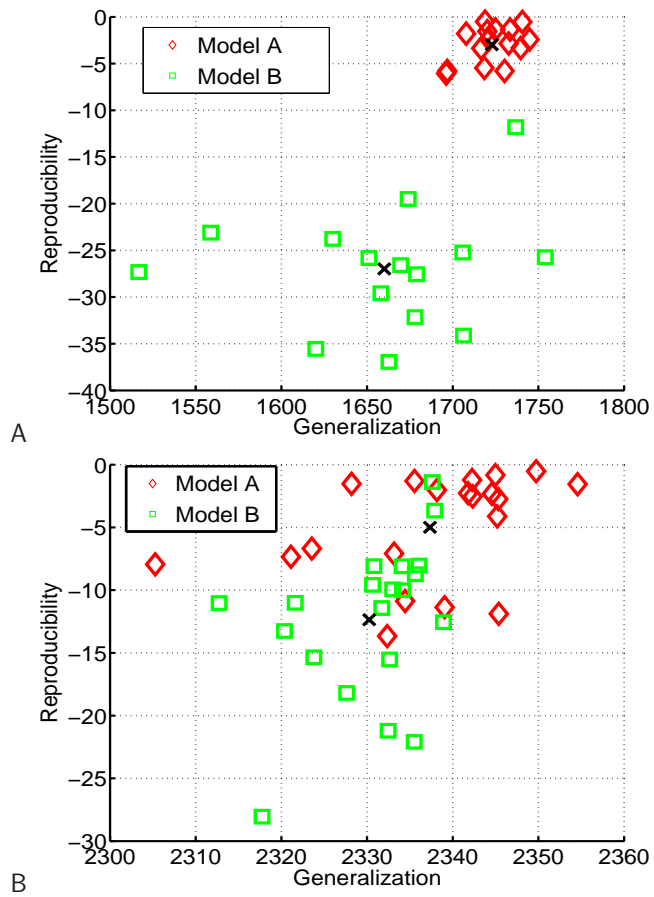 0
−5
−10
−15
−20
−25
−30
−35
−40
Reproducibility
Model A
Model B
1500 1550 1600 1650 1700 1750 1800
Generalization
A
0
−5
−10
−15
−20
−25
−30
Reproducibility
Model A
Model B
2300 2310 2320 2330 2340 2350 2360
Generalization
B